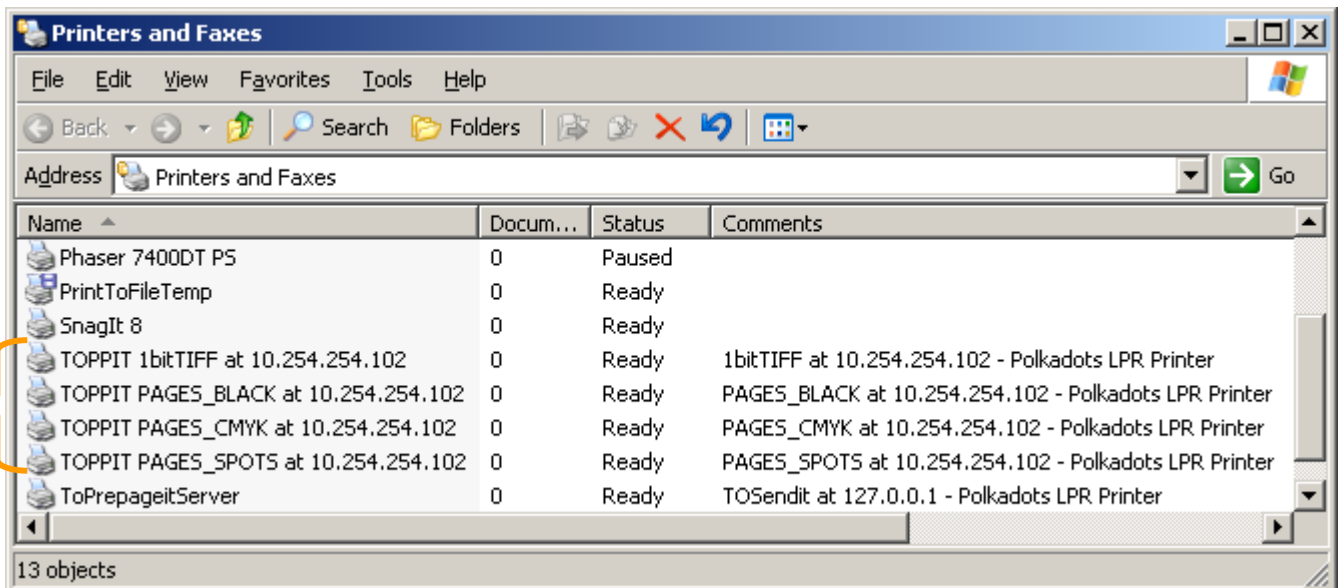 Printers and Faxes
File Edit View Favorites Tools Help
Back Search Folders
Address Printers and Faxes Go
Name Docum... Status Comments
Phaser 7400DT PS 0 Paused
PrintToFileTemp 0 Ready
SnagIt 8 0 Ready
TOPPIT 1bitTIFF at 10.254.254.102 0 Ready 1bitTIFF at 10.254.254.102 - Polkadots LPR Printer
TOPPIT PAGES_BLACK at 10.254.254.102 0 Ready PAGES_BLACK at 10.254.254.102 - Polkadots LPR Printer
TOPPIT PAGES_CMYK at 10.254.254.102 0 Ready PAGES_CMYK at 10.254.254.102 - Polkadots LPR Printer
TOPPIT PAGES_SPOTS at 10.254.254.102 0 Ready PAGES_SPOTS at 10.254.254.102 - Polkadots LPR Printer
ToPrepageitServer 0 Ready TOSendit at 127.0.0.1 - Polkadots LPR Printer
13 objects